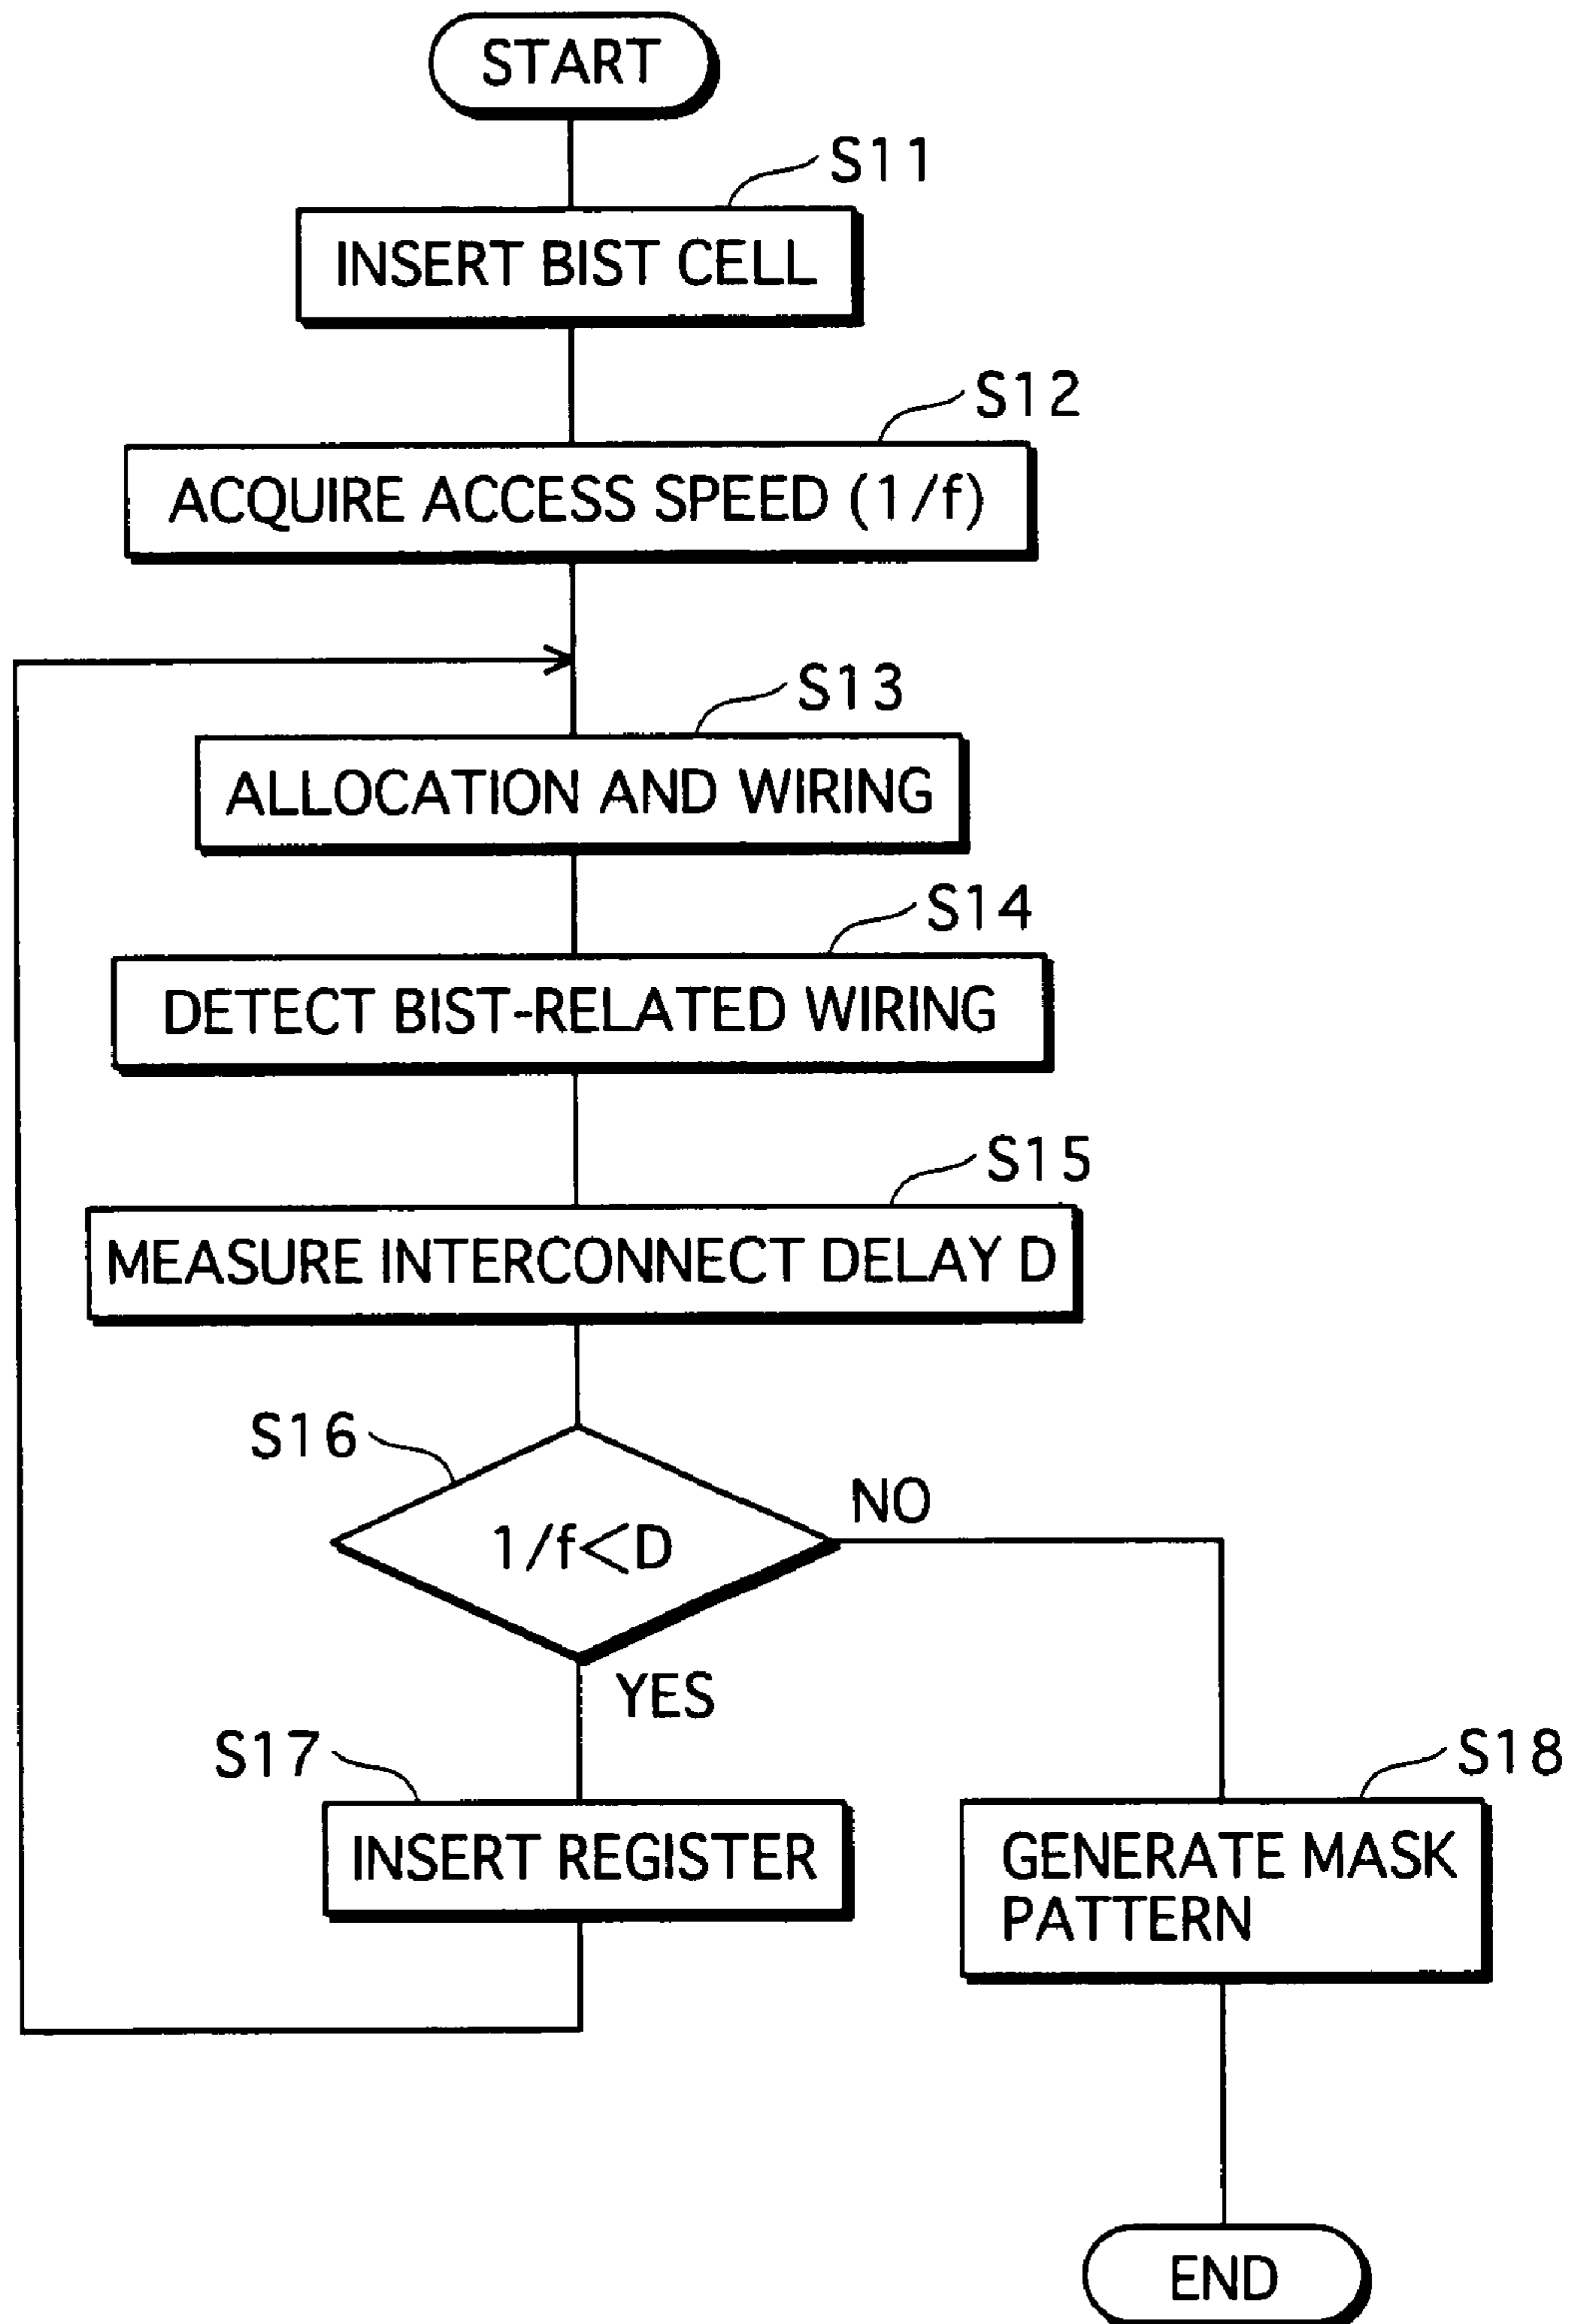 START
S11
INSERT BIST CELL
S12
ACQUIRE ACCESS SPEED (1/f)
S13
ALLOCATION AND WIRING
S14
DETECT BIST-RELATED WIRING
S15
MEASURE INTERCONNECT DELAY D
S16
1/f<D
NO
YES
S17
INSERT REGISTER
S18
GENERATE MASK
PATTERN
END